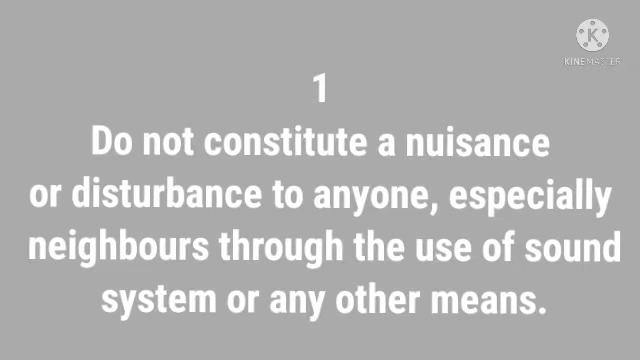 KINEMASTER
1
Do not constitute a nuisance
or disturbance to anyone, especially
neighbours through the use of sound
system or any other means.